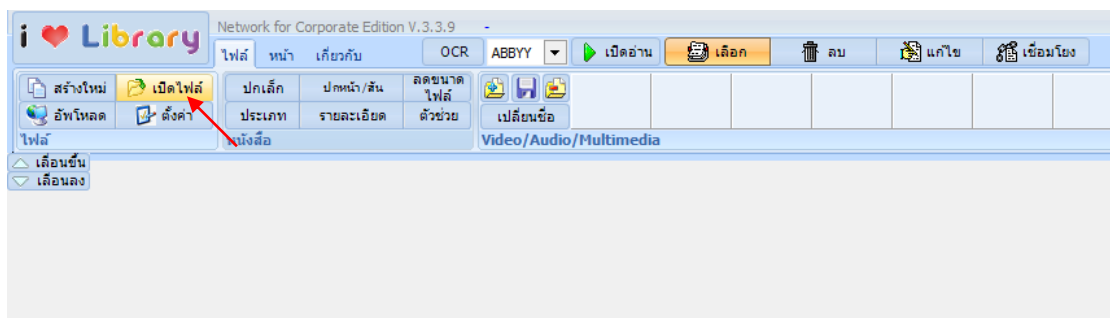 i Library
Network for Corporate Edition V.3.3.9 -
ไฟล์ หน้า เกี่ยวกับ OCR ABBYY เปิดอ่าน เลือก ลบ แก้ไข เชื่อมโยง
สร้างใหม่ เปิดไฟล์ ปกเล็ก ปกหน้า/สัน ลดขนาดไฟล์
อัพโหลด ตั้งค่า ประเภท รายละเอียด ตัวช่วย เปลี่ยนชื่อ
ไฟล์ หนังสือ Video/Audio/Multimedia
เลื่อนขึ้น
เลื่อนลง